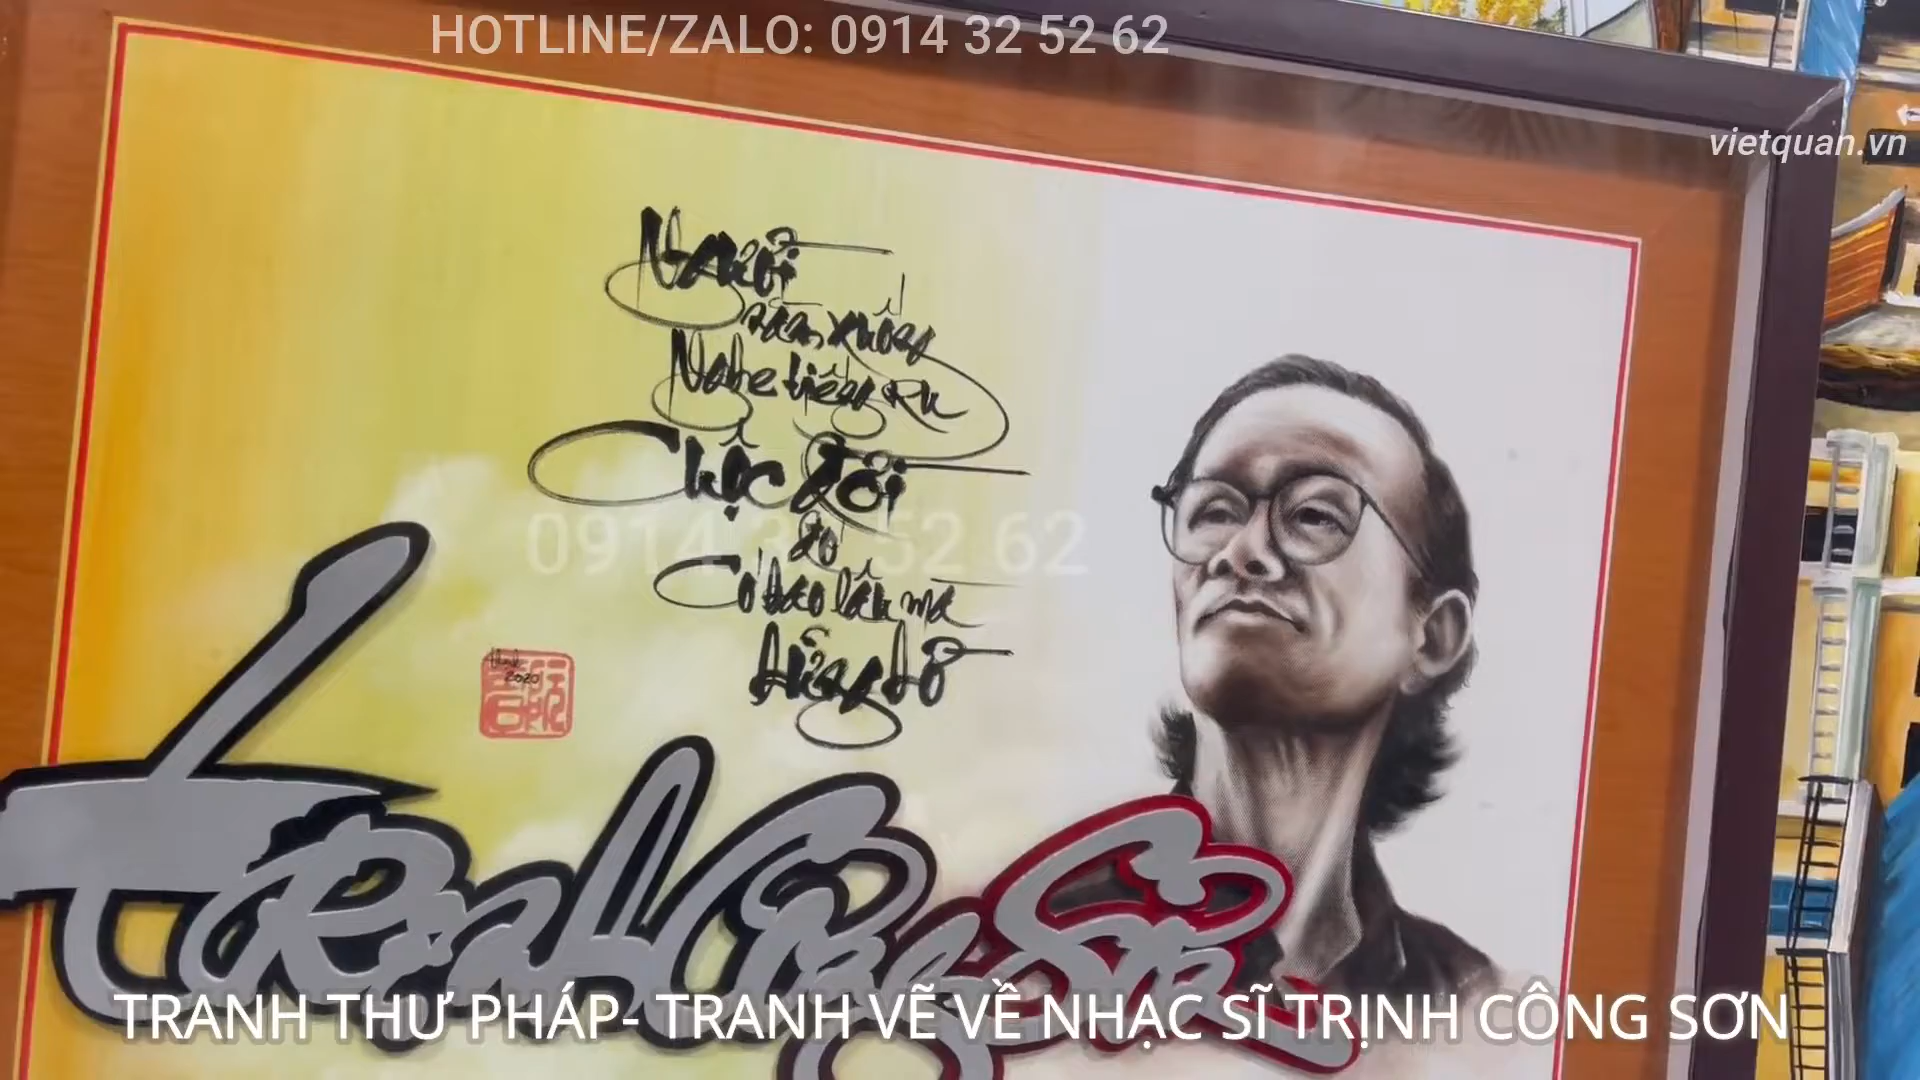 HOTLINE/ZALO: 0914 32 52 62
vietquan.vn
Người
nằm xuống
Nghe tiếng Ru
Cuộc đời
đó
Có bao lâu mà
hững hờ
0914 32 52 62
2020
Trịnh Công Sơn
TRANH THƯ PHÁP- TRANH VẼ VỀ NHẠC SĨ TRỊNH CÔNG SƠN